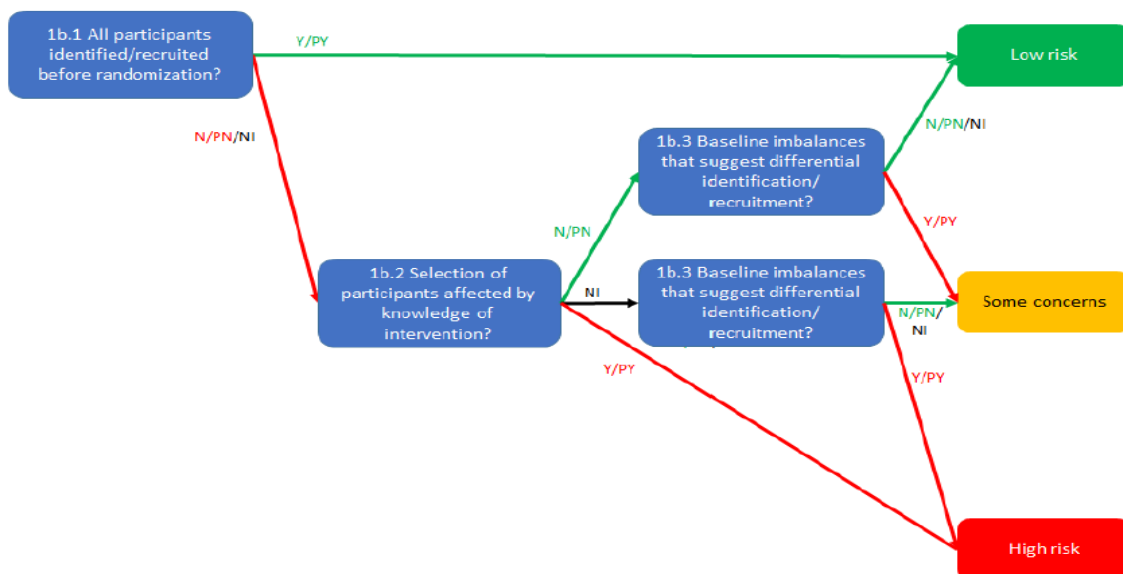 1b.1 All participants
identified/recruited
before randomization?
Y/PY
Low risk
N/PN/NI
N/PN/NI
1b.3 Baseline imbalances
that suggest differential
identification/
recruitment?
N/PN
Y/PY
1b.2 Selection of
participants affected by
knowledge of
intervention?
NI
1b.3 Baseline imbalances
that suggest differential
identification/
recruitment?
N/PN/
NI
Some concerns
Y/PY
Y/PY
High risk